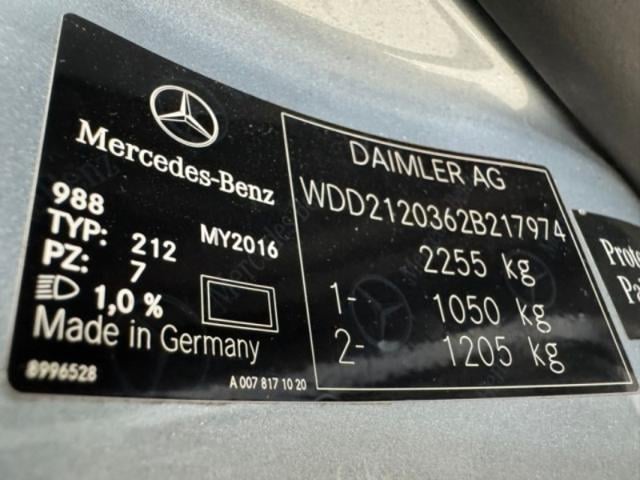 Mercedes-Benz
988
TYP: 212 MY2016
PZ: 7
1,0 %
Made in Germany
8996528
A 007 817 10 20
DAIMLER AG
WDD2120362B217974
2255 kg
1- 1050 kg
2- 1205 kg